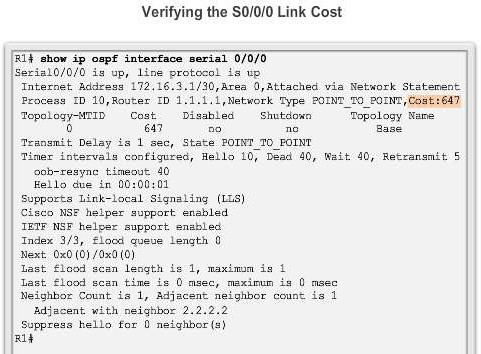 Verifying the S0/0/0 Link Cost
R1# show ip ospf interface serial 0/0/0
Serial0/0/0 is up, line protocol is up
Internet Address 172.16.3.1/30,Area 0,Attached via Network Statement
Process ID 10,Router ID 1.1.1.1,Network Type POINT_TO_POINT,Cost:647
Topology-MTID Cost Disabled Shutdown Topology Name
0 647 no no Base
Transmit Delay is 1 sec, State POINT_TO_POINT
Timer intervals configured, Hello 10, Dead 40, Wait 40, Retransmit 5
oob-resync timeout 40
Hello due in 00:00:01
Supports Link-local Signaling (LLS)
Cisco NSF helper support enabled
IETF NSF helper support enabled
Index 3/3, flood queue length 0
Next 0x0(0)/0x0(0)
Last flood scan length is 1, maximum is 1
Last flood scan time is 0 msec, maximum is 0 msec
Neighbor Count is 1, Adjacent neighbor count is 1
Adjacent with neighbor 2.2.2.2
Suppress hello for 0 neighbor(s)
R1#